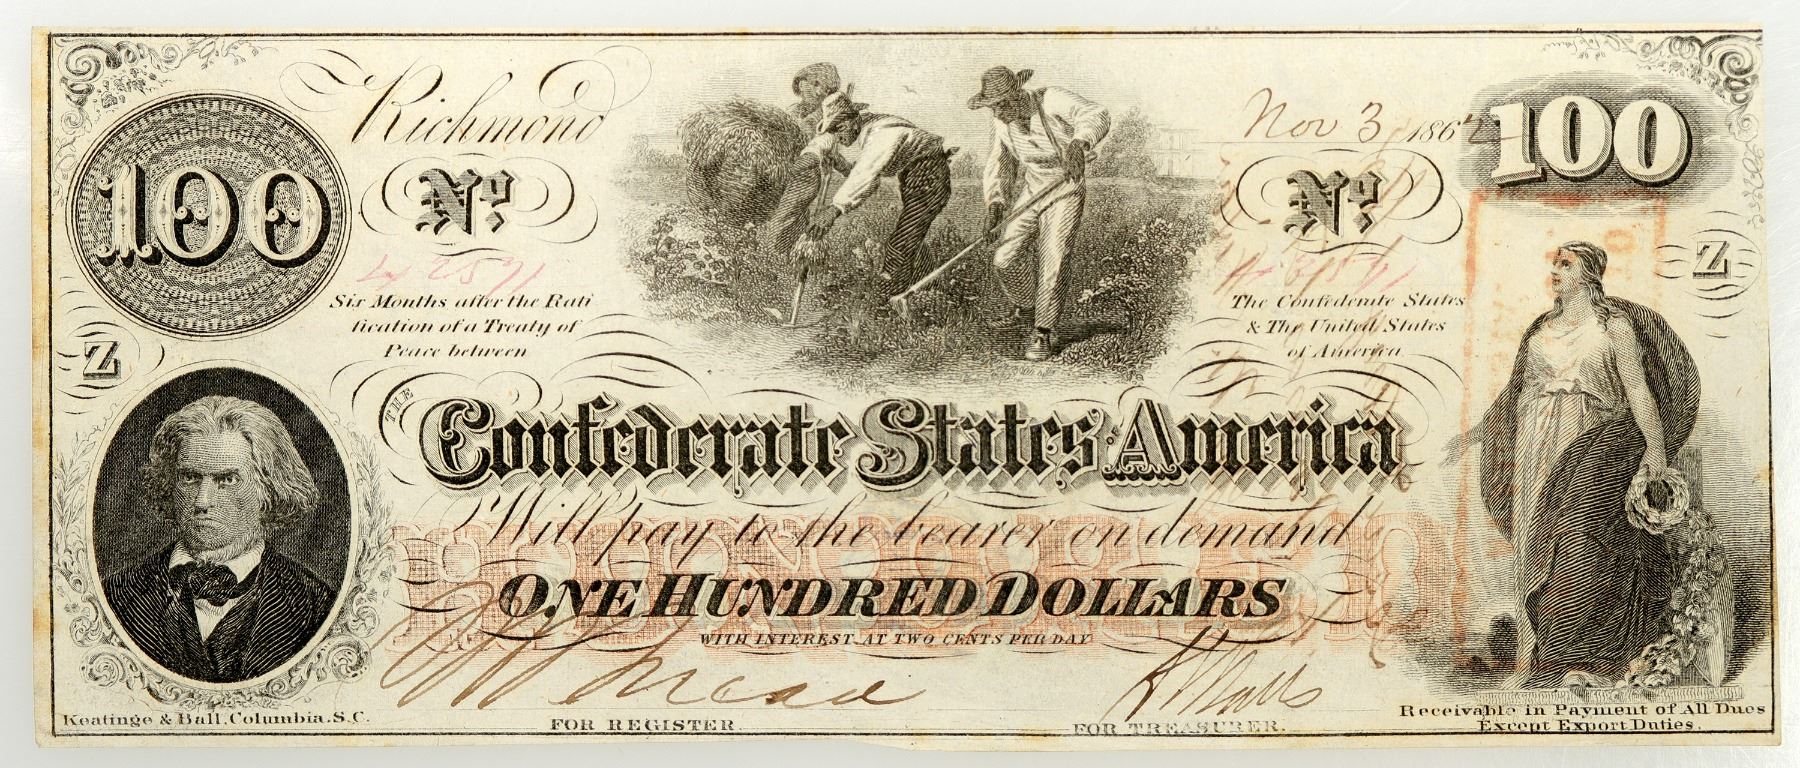 Richmond
Nov 3 1862
100
100
No.
No.
Z
Six Months after the Rati
fication of a Treaty of
Peace between
The Confederate States
& The United States
of America
Z
THE
Confederate States America
Will pay to the bearer on demand
HUNDRED
ONE HUNDRED DOLLARS
WITH INTEREST AT TWO CENTS PER DAY
Keatinge & Ball, Columbia, S.C.
FOR REGISTER.
FOR TREASURER.
Receivable in Payment of All Dues
Except Export Duties.